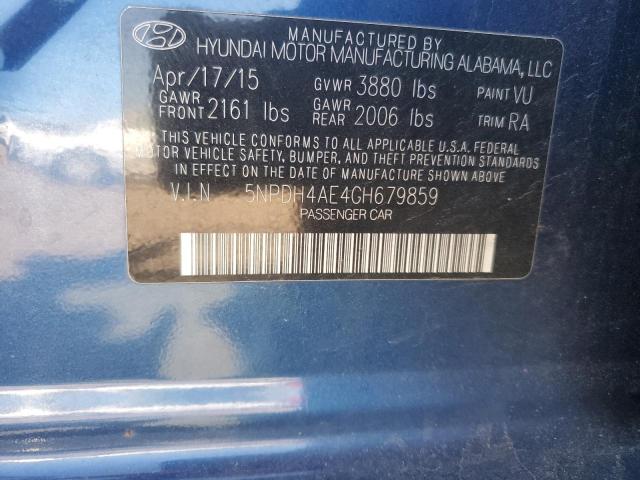 MANUFACTURED BY
HYUNDAI MOTOR MANUFACTURING ALABAMA, LLC
Apr/17/15 GVWR 3880 lbs PAINT VU
GAWR FRONT 2161 lbs GAWR REAR 2006 lbs TRIM RA
THIS VEHICLE CONFORMS TO ALL APPLICABLE U.S.A. FEDERAL
MOTOR VEHICLE SAFETY, BUMPER, AND THEFT PREVENTION STANDARDS
IN EFFECT ON THE DATE OF MANUFACTURE SHOWN ABOVE
V.I.N 5NPDH4AE4GH679859
PASSENGER CAR